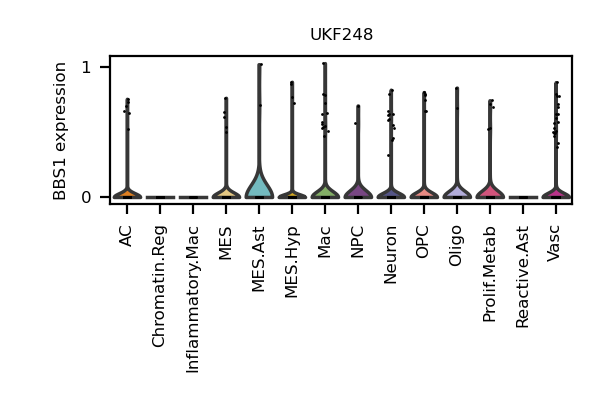 UKF248
BBS1 expression
1
0
AC
Chromatin.Reg
Inflammatory.Mac
MES
MES.Ast
MES.Hyp
Mac
NPC
Neuron
OPC
Oligo
Prolif.Metab
Reactive.Ast
Vasc